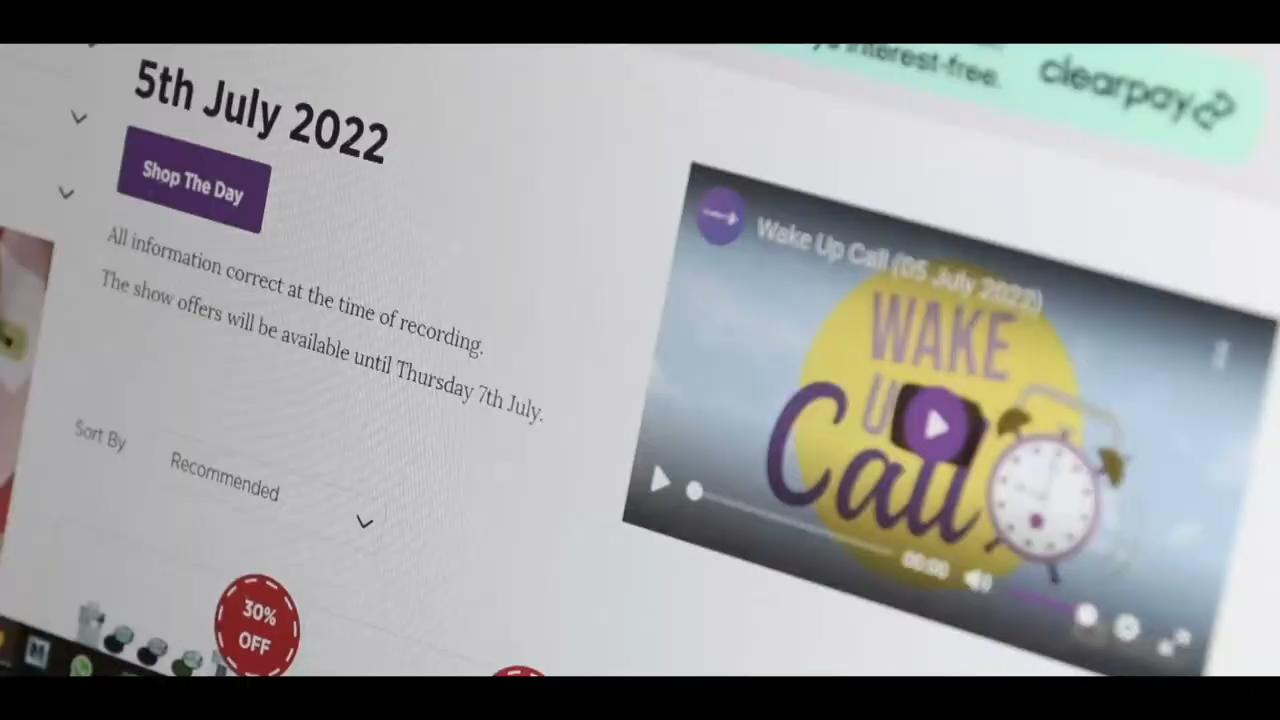 5th July 2022
Shop The Day
All information correct at the time of recording.
The show offers will be available until Thursday 7th July.
Sort By
Recommended
30%
OFF
interest-free.
clearpay
Wake Up Call (05 July 2022)
WAKE
Call
00:00